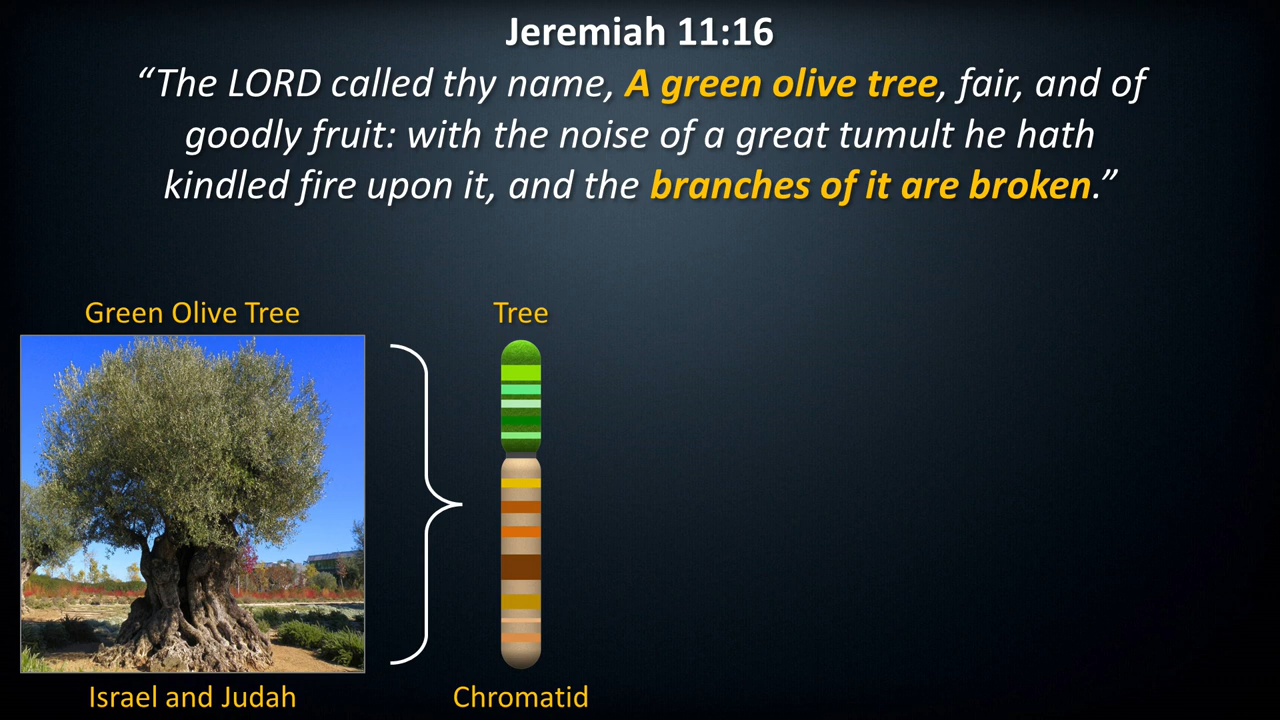 Jeremiah 11:16
“The LORD called thy name, A green olive tree, fair, and of
goodly fruit: with the noise of a great tumult he hath
kindled fire upon it, and the branches of it are broken.”
Green Olive Tree
Tree
Israel and Judah
Chromatid